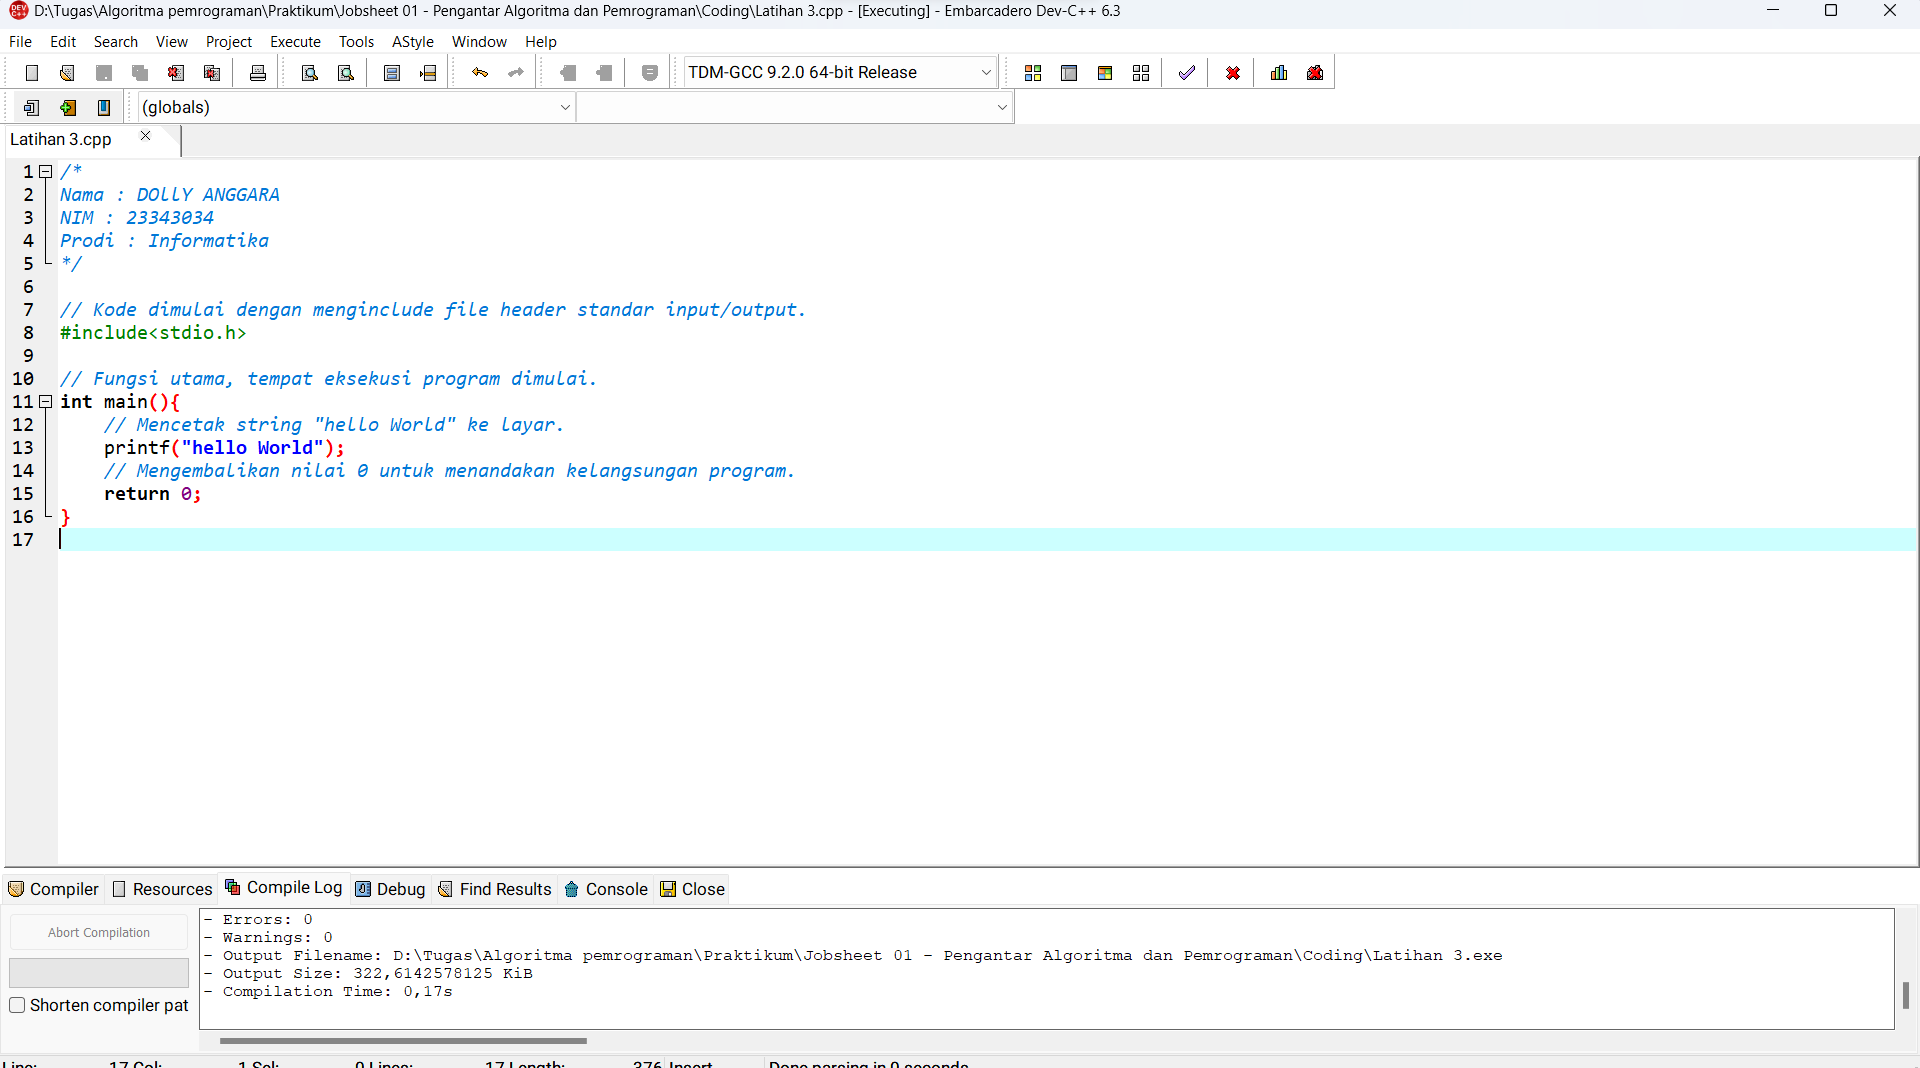 D:\Tugas\Algoritma pemrograman\Praktikum\Jobsheet 01 - Pengantar Algoritma dan Pemrograman\Coding\Latihan 3.cpp - [Executing] - Embarcadero Dev-C++ 6.3
File Edit Search View Project Execute Tools AStyle Window Help
TDM-GCC 9.2.0 64-bit Release
(globals)
Latihan 3.cpp
1 /*
2 Nama : DOllY ANGGARA
3 NIM : 23343034
4 Prodi : Informatika
5 */
6
7 // Kode dimulai dengan menginclude file header standar input/output.
8 #include<stdio.h>
9
10 // Fungsi utama, tempat eksekusi program dimulai.
11 int main(){
12 // Mencetak string "hello World" ke layar.
13 printf("hello World");
14 // Mengembalikan nilai 0 untuk menandakan kelangsungan program.
15 return 0;
16 }
17
Compiler Resources Compile Log Debug Find Results Console Close
Abort Compilation
Shorten compiler pat
- Errors: 0
- Warnings: 0
- Output Filename: D:\Tugas\Algoritma pemrograman\Praktikum\Jobsheet 01 - Pengantar Algoritma dan Pemrograman\Coding\Latihan 3.exe
- Output Size: 322,6142578125 KiB
- Compilation Time: 0,17s
Line: 17 Col: 1 Sel: 0 Lines: 17 Length: 376 Insert Done parsing in 0 seconds